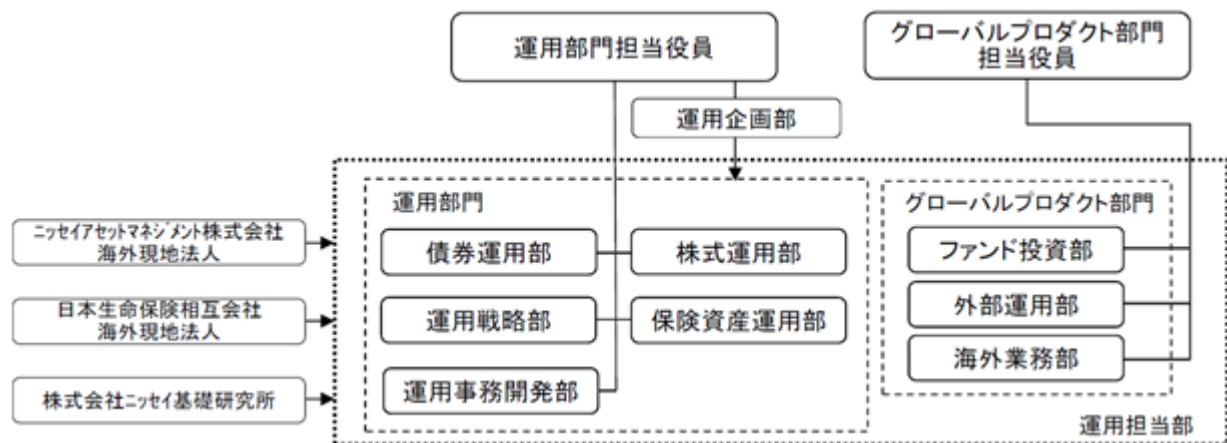 運用部門担当役員
グローバルプロダクト部門
担当役員
運用企画部
運用部門
グローバルプロダクト部門
ニッセイアセットマネジメント株式会社
海外現地法人
債券運用部
株式運用部
ファンド投資部
日本生命保険相互会社
海外現地法人
運用戦略部
保険資産運用部
外部運用部
海外業務部
株式会社ニッセイ基礎研究所
運用事務開発部
運用担当部